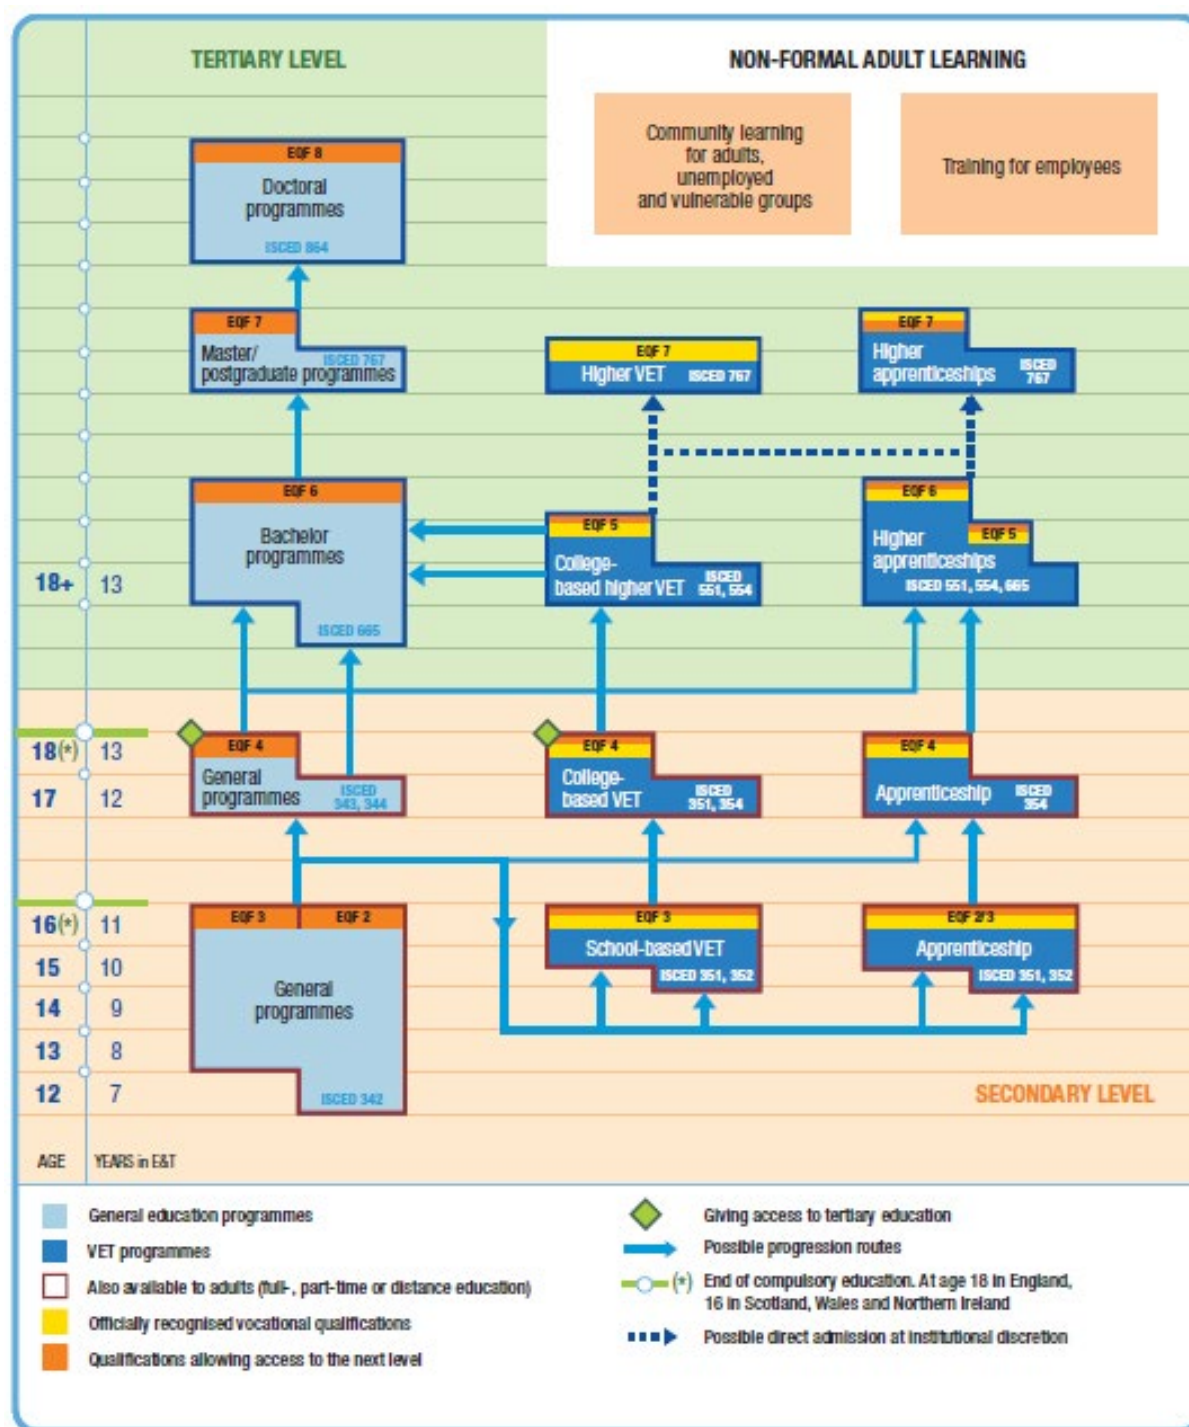 TERTIARY LEVEL
NON-FORMAL ADULT LEARNING
Community learning
for adults,
unemployed
and vulnerable groups
Training for employees
EQF 8
Doctoral
programmes
ISCED 864
EQF 7
Master/
postgraduate programmes
ISCED 767
EQF 7
Higher VET ISCED 767
EQF 7
Higher
apprenticeships
ISCED
767
EQF 6
Bachelor
programmes
ISCED 665
EQF 5
College-
based higher VET
ISCED
551, 554
EQF 6
EQF 5
Higher
apprenticeships
ISCED 551, 554, 665
18+ 13
18(*) 13
17 12
EQF 4
General
programmes
ISCED
343, 344
EQF 4
College-
based VET
ISCED
351, 354
EQF 4
Apprenticeship
ISCED
354
16(*) 11
15 10
14 9
13 8
12 7
EQF 3 EQF 2
General
programmes
ISCED 342
EQF 3
School-based VET
ISCED 351, 352
EQF 2/3
Apprenticeship
ISCED 351, 352
SECONDARY LEVEL
AGE YEARS in E&T
General education programmes
VET programmes
Also available to adults (full-, part-time or distance education)
Officially recognised vocational qualifications
Qualifications allowing access to the next level
Giving access to tertiary education
Possible progression routes
(*) End of compulsory education. At age 18 in England,
16 in Scotland, Wales and Northern Ireland
Possible direct admission at institutional discretion